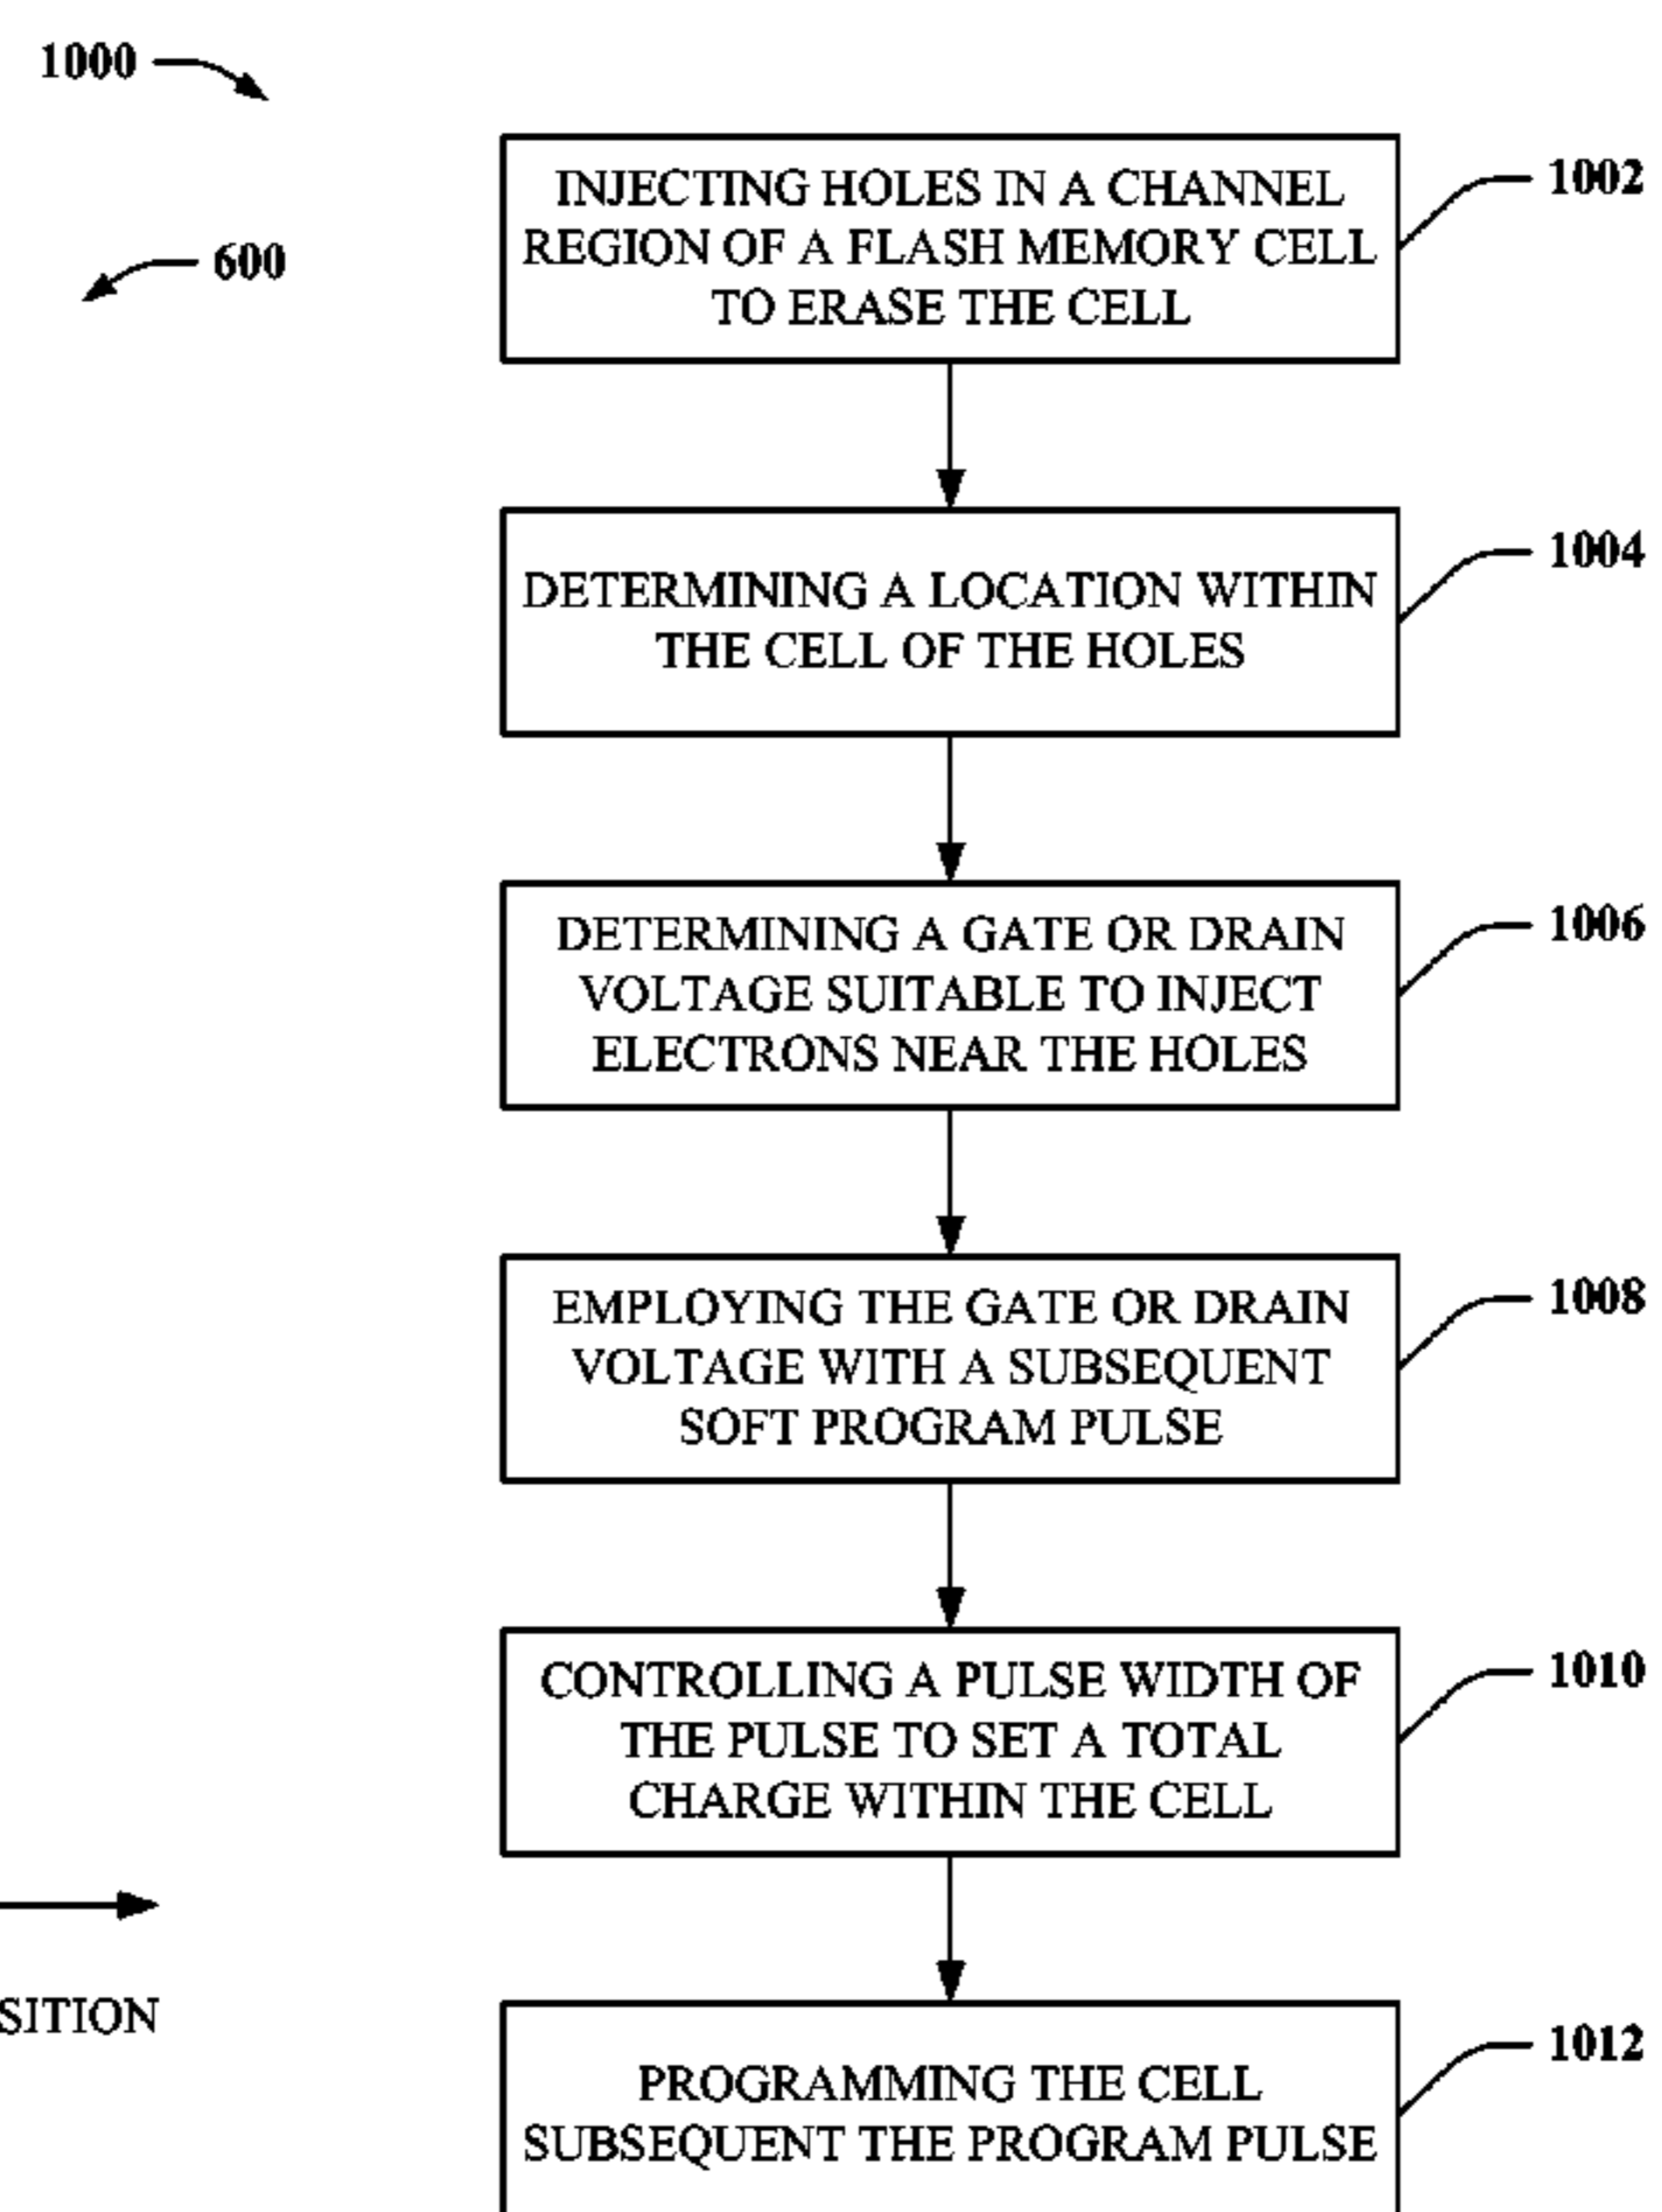 1000
600
INJECTING HOLES IN A CHANNEL
REGION OF A FLASH MEMORY CELL
TO ERASE THE CELL
1002
DETERMINING A LOCATION WITHIN
THE CELL OF THE HOLES
1004
DETERMINING A GATE OR DRAIN
VOLTAGE SUITABLE TO INJECT
ELECTRONS NEAR THE HOLES
1006
EMPLOYING THE GATE OR DRAIN
VOLTAGE WITH A SUBSEQUENT
SOFT PROGRAM PULSE
1008
CONTROLLING A PULSE WIDTH OF
THE PULSE TO SET A TOTAL
CHARGE WITHIN THE CELL
1010
SITION
PROGRAMMING THE CELL
SUBSEQUENT THE PROGRAM PULSE
1012